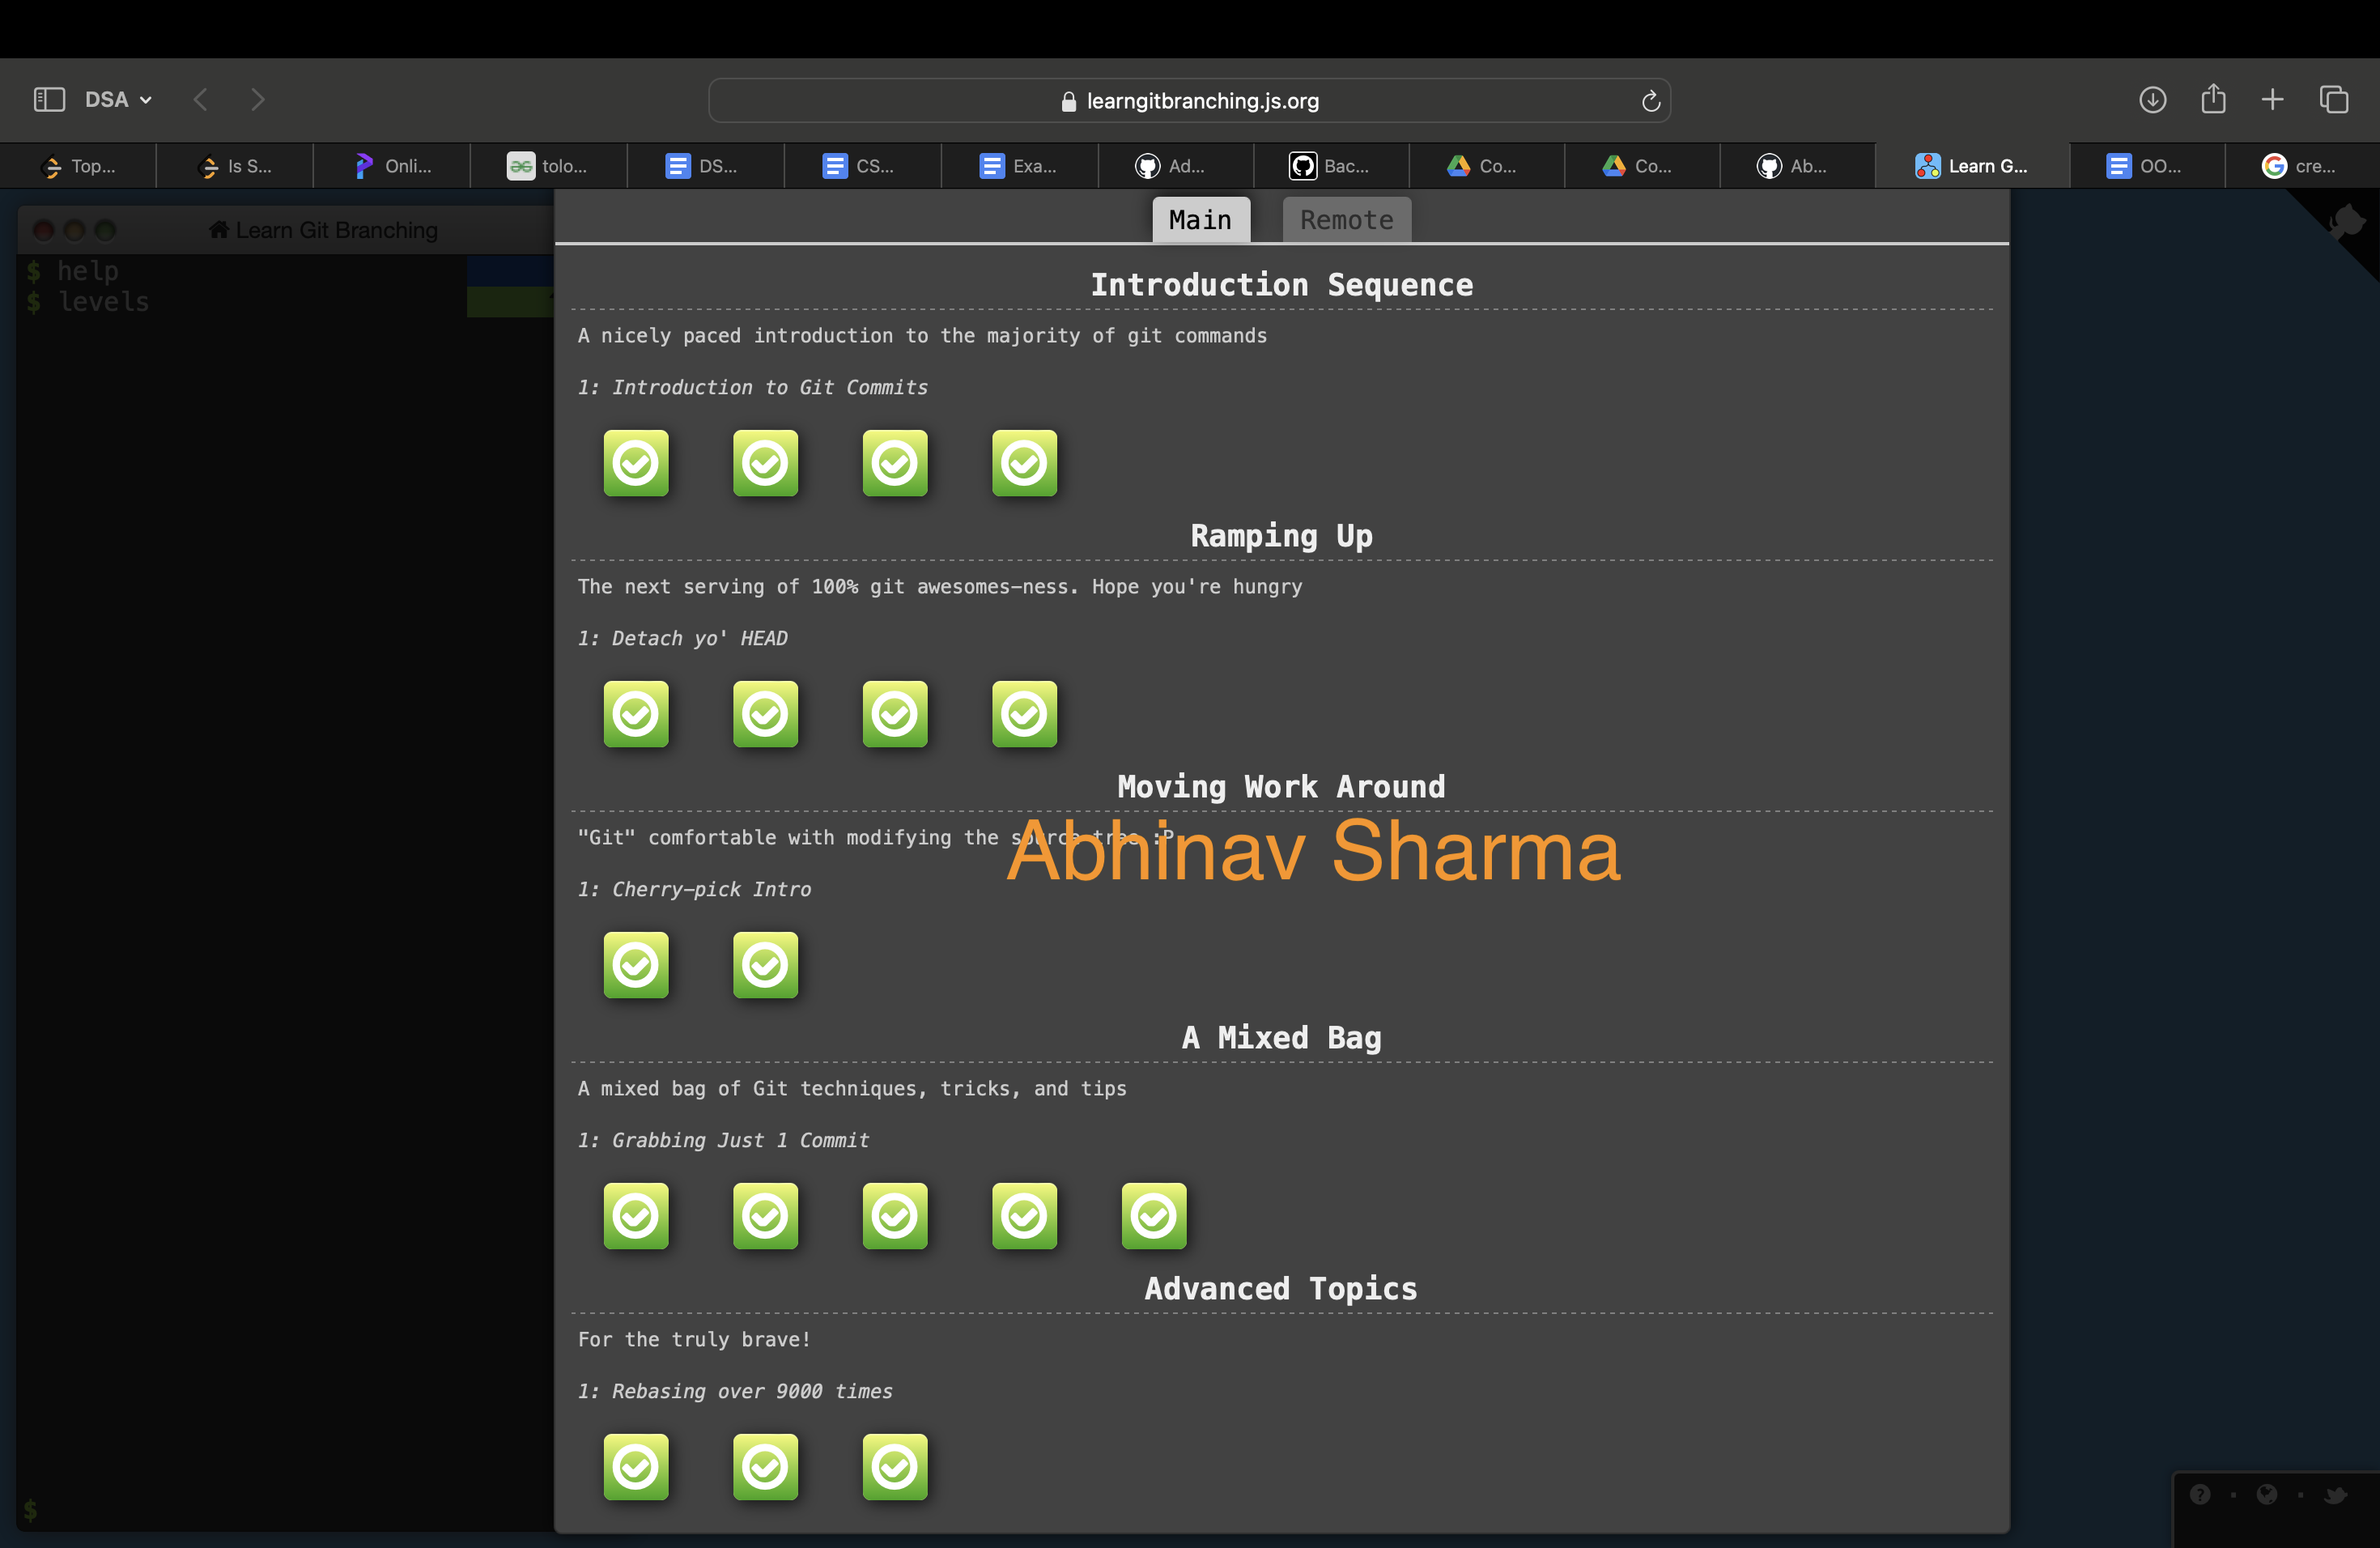 DSA
learngitbranching.js.org
Top...
Is S...
Onli...
tolo...
DS...
CS...
Exa...
Ad...
Bac...
Co...
Co...
Ab...
Learn G...
OO...
cre...
Learn Git Branching
$ help
$ levels
$
Main Remote
Introduction Sequence
A nicely paced introduction to the majority of git commands
1: Introduction to Git Commits
Ramping Up
The next serving of 100% git awesomes-ness. Hope you're hungry
1: Detach yo' HEAD
Moving Work Around
"Git" comfortable with modifying the source tree :P
Abhinav Sharma
1: Cherry-pick Intro
A Mixed Bag
A mixed bag of Git techniques, tricks, and tips
1: Grabbing Just 1 Commit
Advanced Topics
For the truly brave!
1: Rebasing over 9000 times